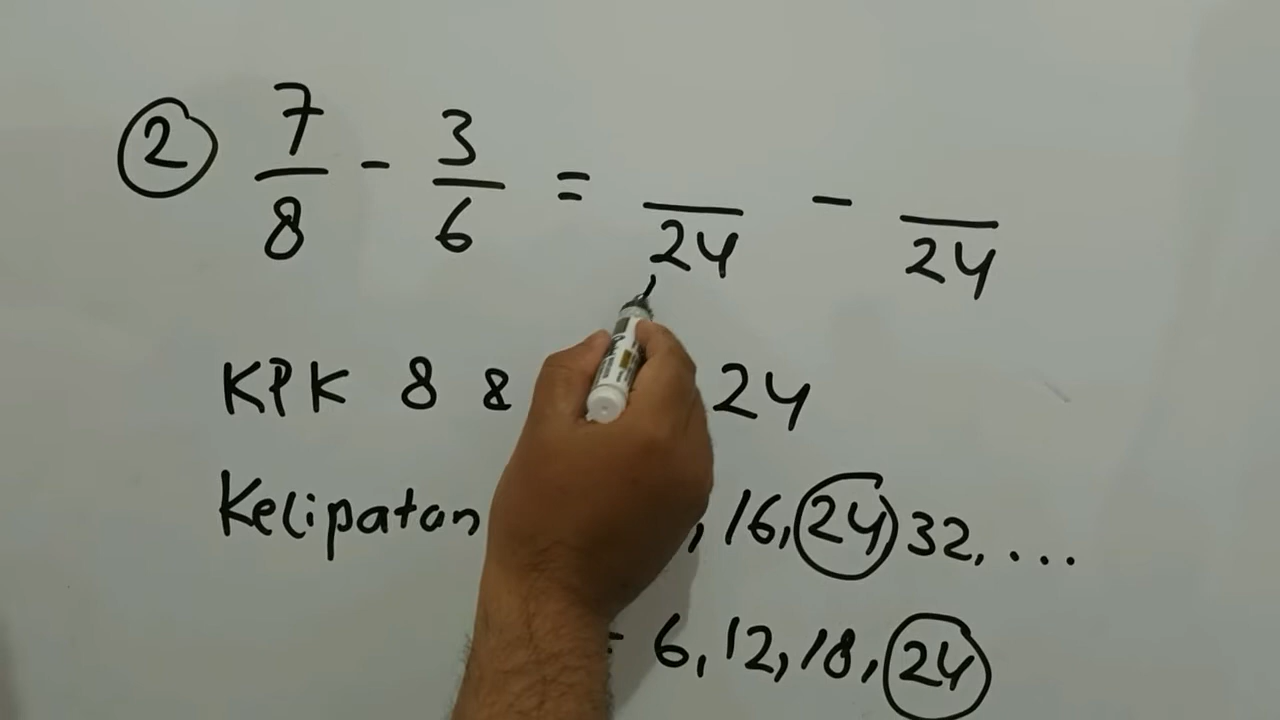 ② 7/8 - 3/6 = /24 - /24
KPK 8 8 24
Kelipatan , 16, 24 32, ...
= 6, 12, 18, 24